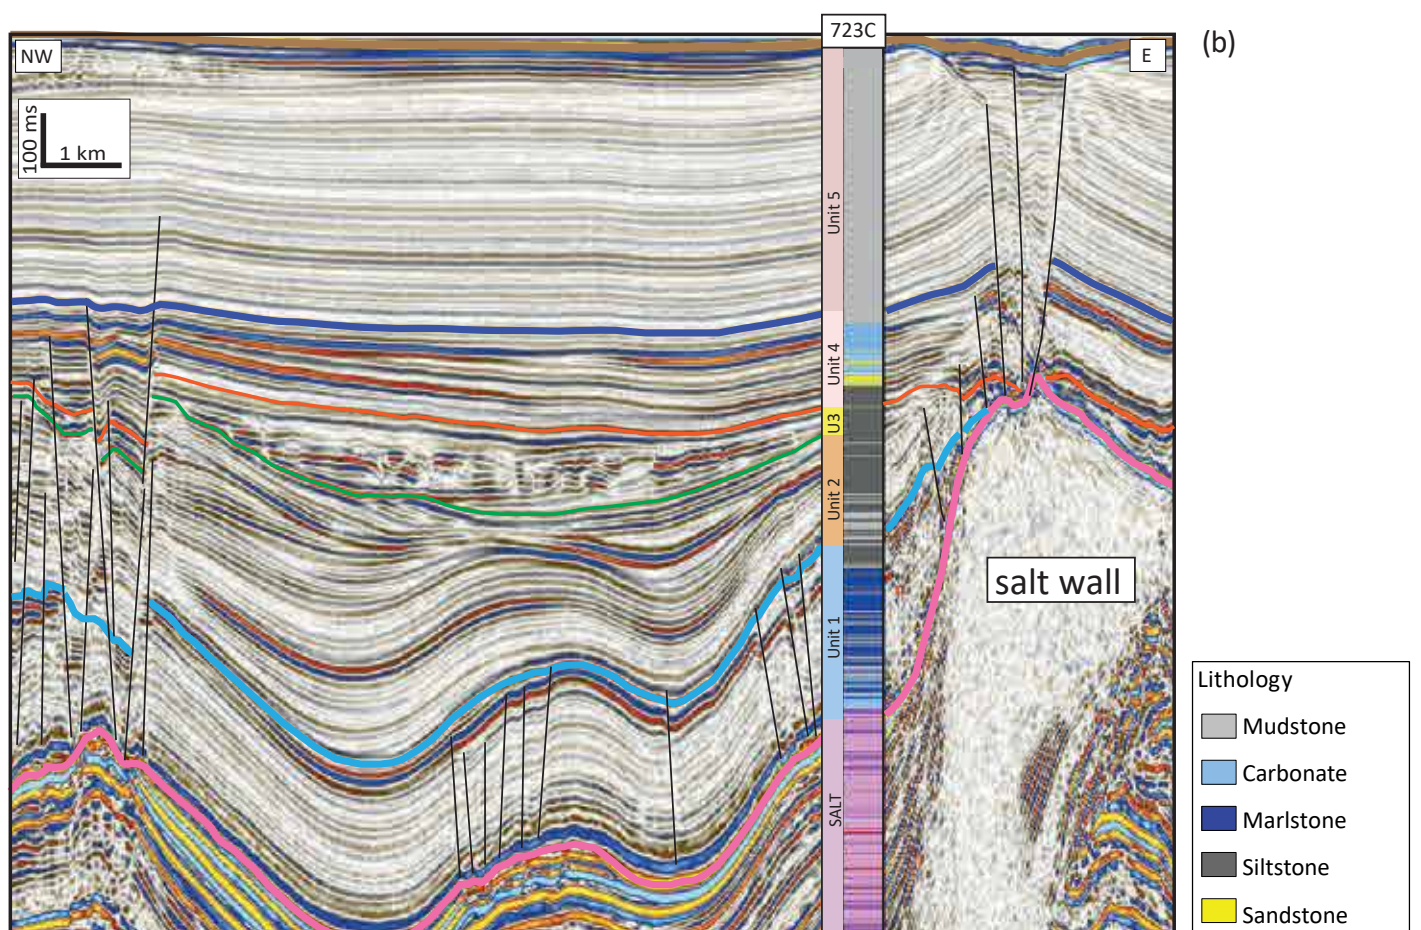 723C
(b)
NW
E
100 ms
1 km
Unit 5
Unit 4
U3
Unit 2
Unit 1
SALT
salt wall
Lithology
Mudstone
Carbonate
Marlstone
Siltstone
Sandstone